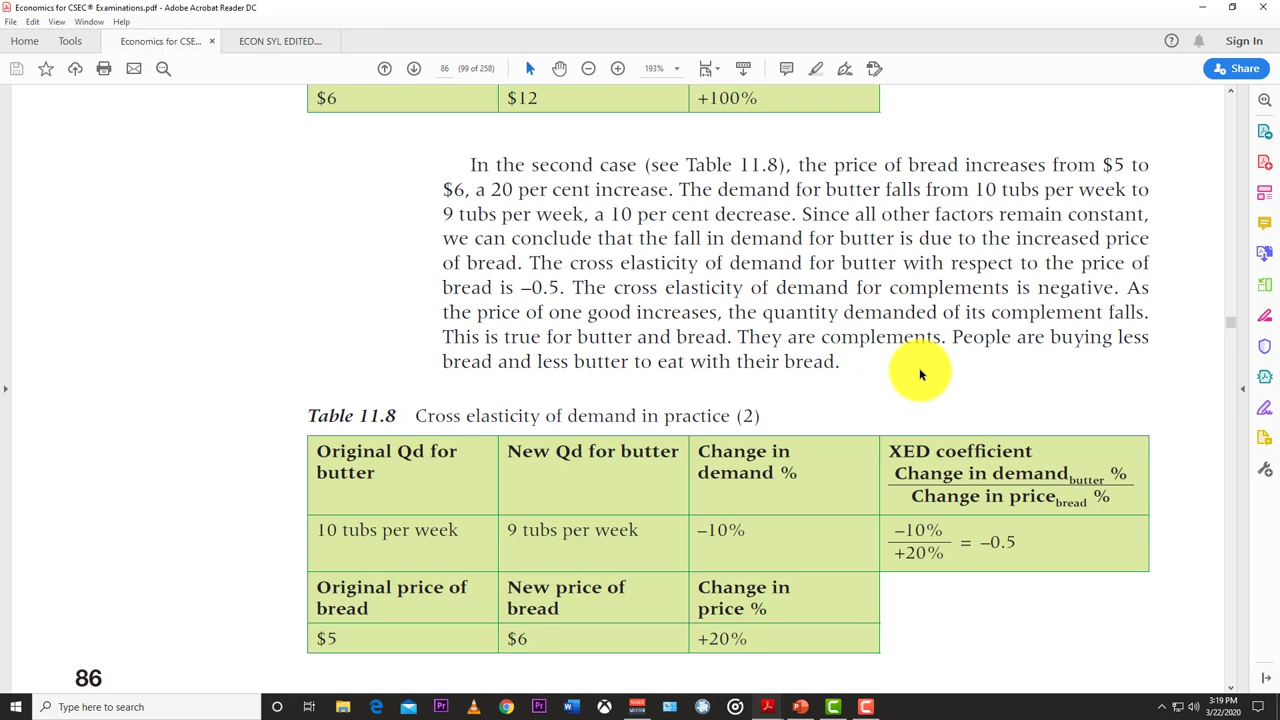 Economics for CSEC® Examinations.pdf - Adobe Acrobat Reader DC
File Edit View Window Help
Home Tools Economics for CSE... × ECON SYL EDITED.... Sign In
86 (99 of 258) 193% Share
$6 $12 +100%
In the second case (see Table 11.8), the price of bread increases from $5 to
$6, a 20 per cent increase. The demand for butter falls from 10 tubs per week to
9 tubs per week, a 10 per cent decrease. Since all other factors remain constant,
we can conclude that the fall in demand for butter is due to the increased price
of bread. The cross elasticity of demand for butter with respect to the price of
bread is –0.5. The cross elasticity of demand for complements is negative. As
the price of one good increases, the quantity demanded of its complement falls.
This is true for butter and bread. They are complements. People are buying less
bread and less butter to eat with their bread.
Table 11.8 Cross elasticity of demand in practice (2)
Original Qd for butter
New Qd for butter
Change in demand %
XED coefficient
Change in demand butter %
Change in price bread %
10 tubs per week 9 tubs per week –10%
–10%
+20%
= –0.5
Original price of bread
New price of bread
Change in price %
$5 $6 +20%
86
Type here to search
3:19 PM
3/22/2020